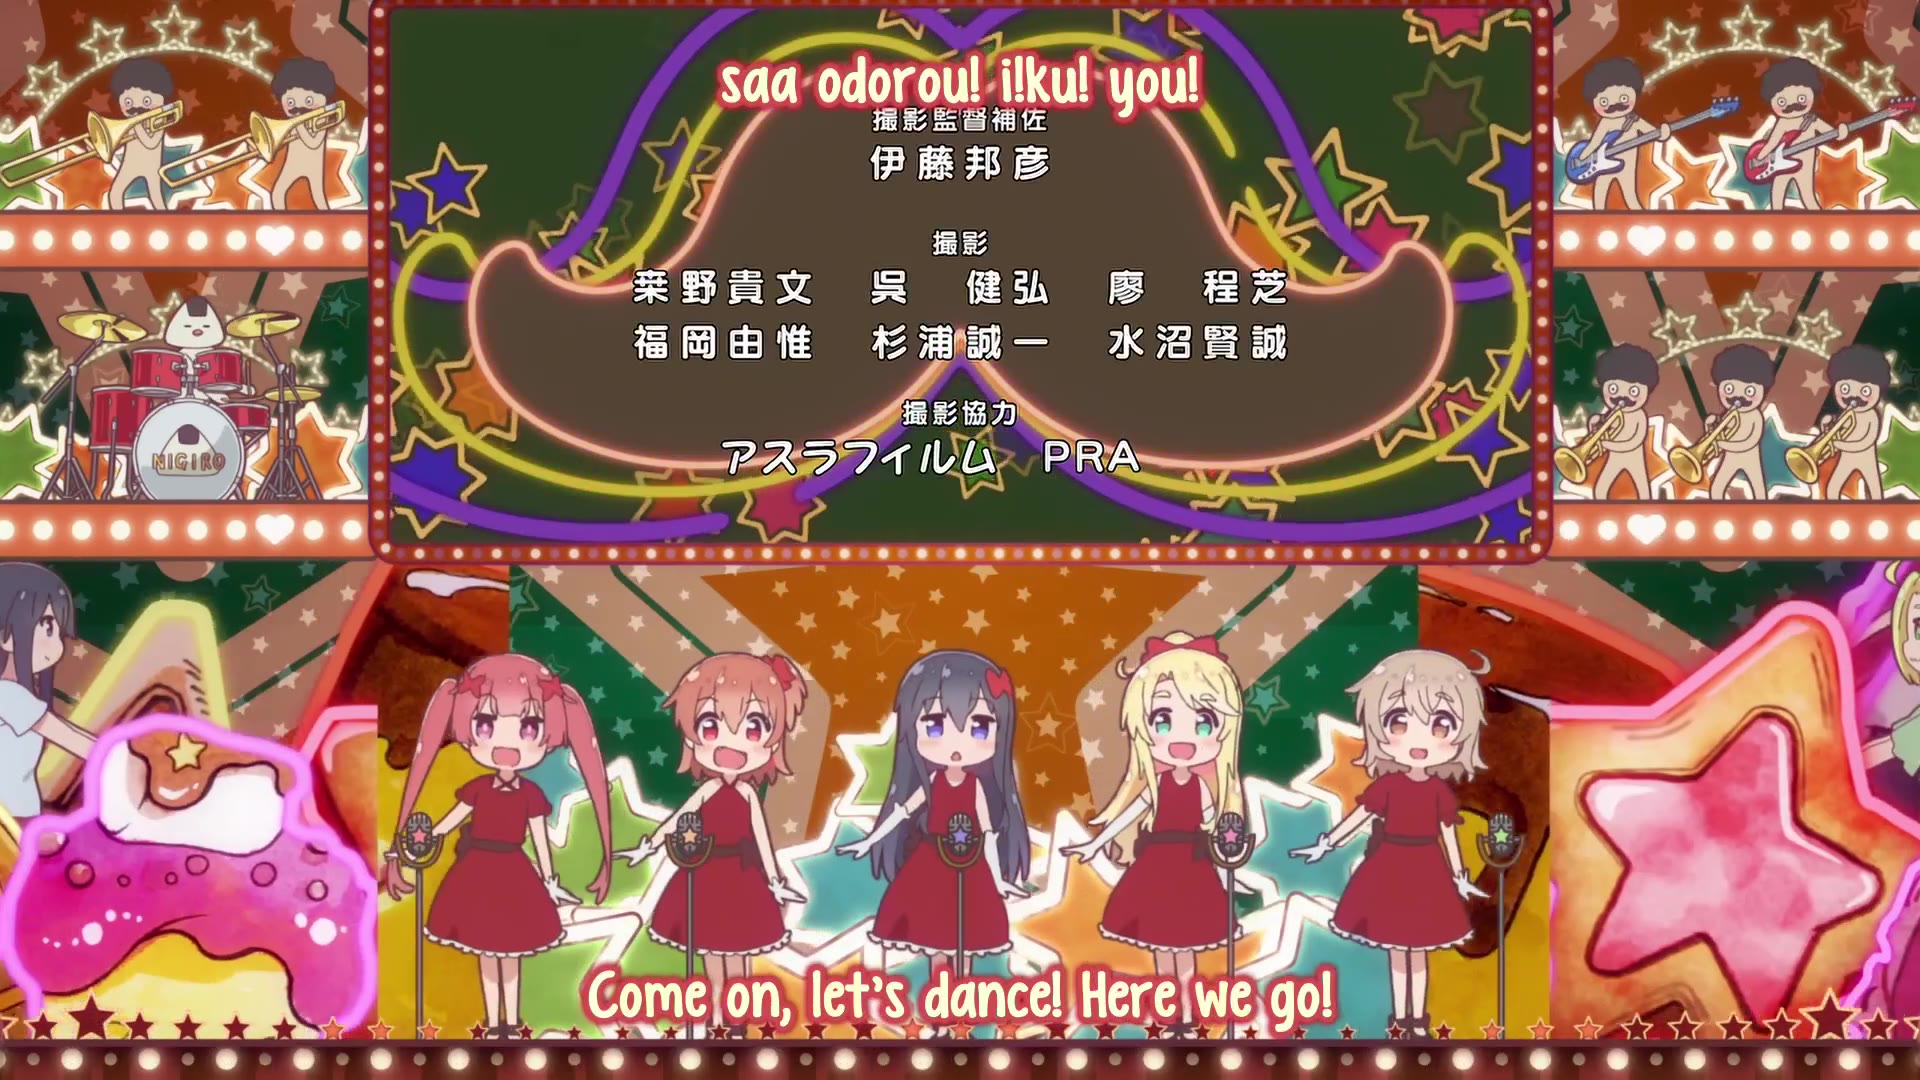 saa odorou! i!ku! you!
撮影監督補佐
伊藤邦彦
撮影
桒野貴文　呉　健弘　廖　程芝
福岡由惟　杉浦誠一　水沼賢誠
撮影協力
アスラフィルム　PRA
NIGIRO
Come on, let's dance! Here we go!